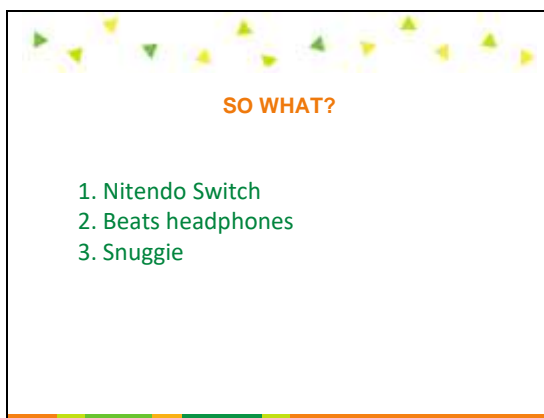 SO WHAT?
1. Nitendo Switch
2. Beats headphones
3. Snuggie